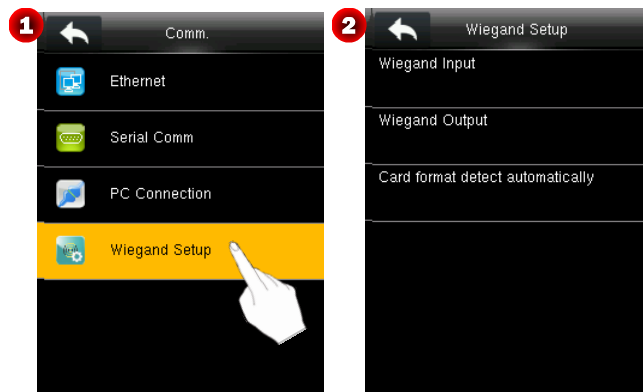 1
Comm.
Ethernet
Serial Comm
PC Connection
Wiegand Setup
2
Wiegand Setup
Wiegand Input
Wiegand Output
Card format detect automatically